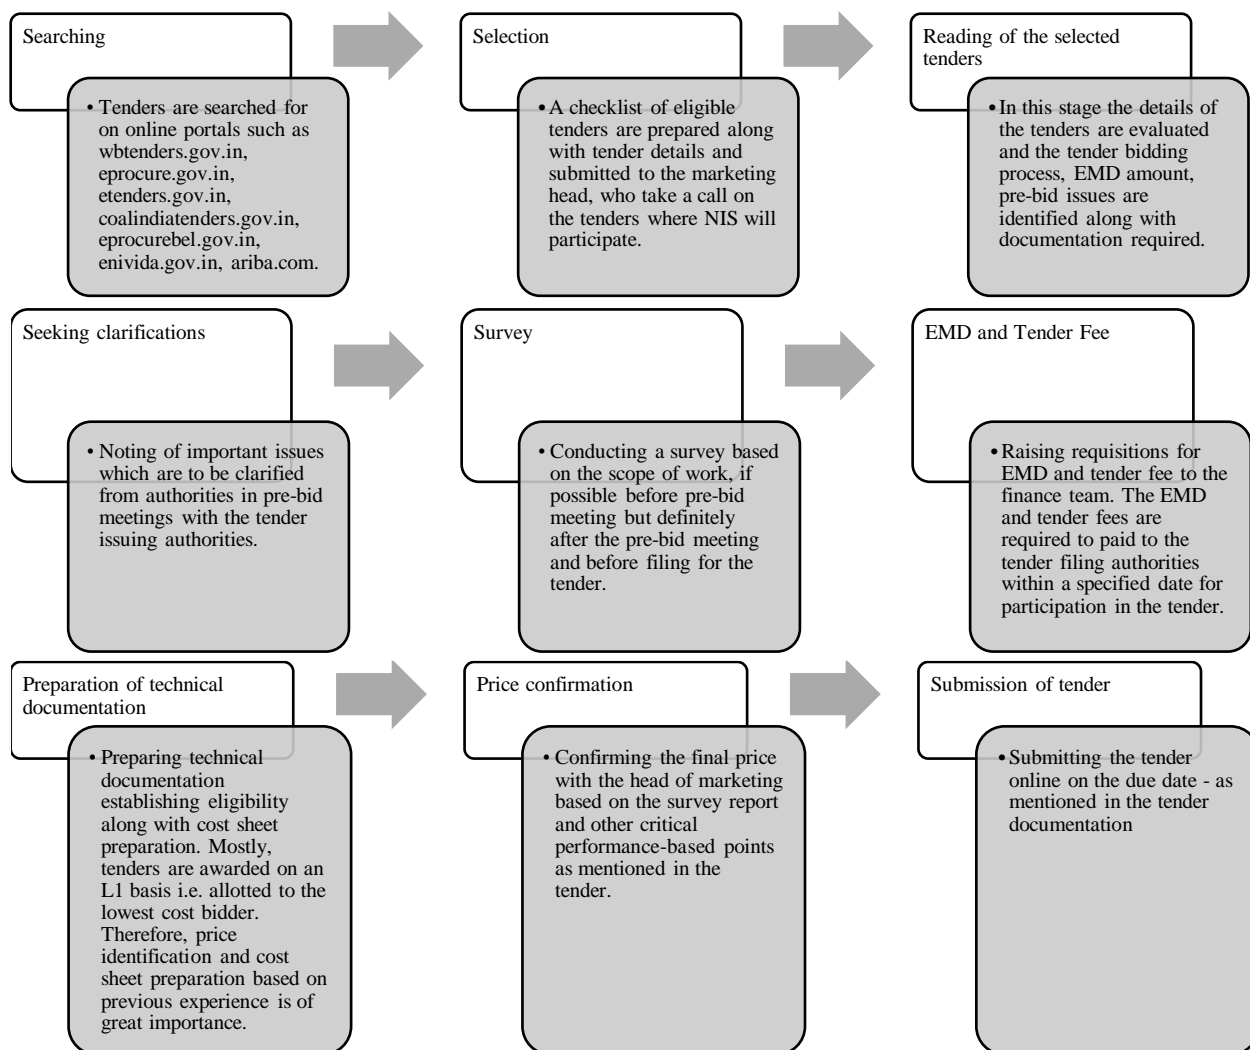 Searching
• Tenders are searched for
on online portals such as
wbtenders.gov.in,
eprocure.gov.in,
etenders.gov.in,
coalindiatenders.gov.in,
eprocurebel.gov.in,
enivida.gov.in, ariba.com.
Selection
• A checklist of eligible
tenders are prepared along
with tender details and
submitted to the marketing
head, who take a call on
the tenders where NIS will
participate.
Reading of the selected
tenders
• In this stage the details of
the tenders are evaluated
and the tender bidding
process, EMD amount,
pre-bid issues are
identified along with
documentation required.
Seeking clarifications
• Noting of important issues
which are to be clarified
from authorities in pre-bid
meetings with the tender
issuing authorities.
Survey
• Conducting a survey based
on the scope of work, if
possible before pre-bid
meeting but definitely
after the pre-bid meeting
and before filing for the
tender.
EMD and Tender Fee
• Raising requisitions for
EMD and tender fee to the
finance team. The EMD
and tender fees are
required to paid to the
tender filing authorities
within a specified date for
participation in the tender.
Preparation of technical
documentation
• Preparing technical
documentation
establishing eligibility
along with cost sheet
preparation. Mostly,
tenders are awarded on an
L1 basis i.e. allotted to the
lowest cost bidder.
Therefore, price
identification and cost
sheet preparation based on
previous experience is of
great importance.
Price confirmation
• Confirming the final price
with the head of marketing
based on the survey report
and other critical
performance-based points
as mentioned in the
tender.
Submission of tender
• Submitting the tender
online on the due date - as
mentioned in the tender
documentation